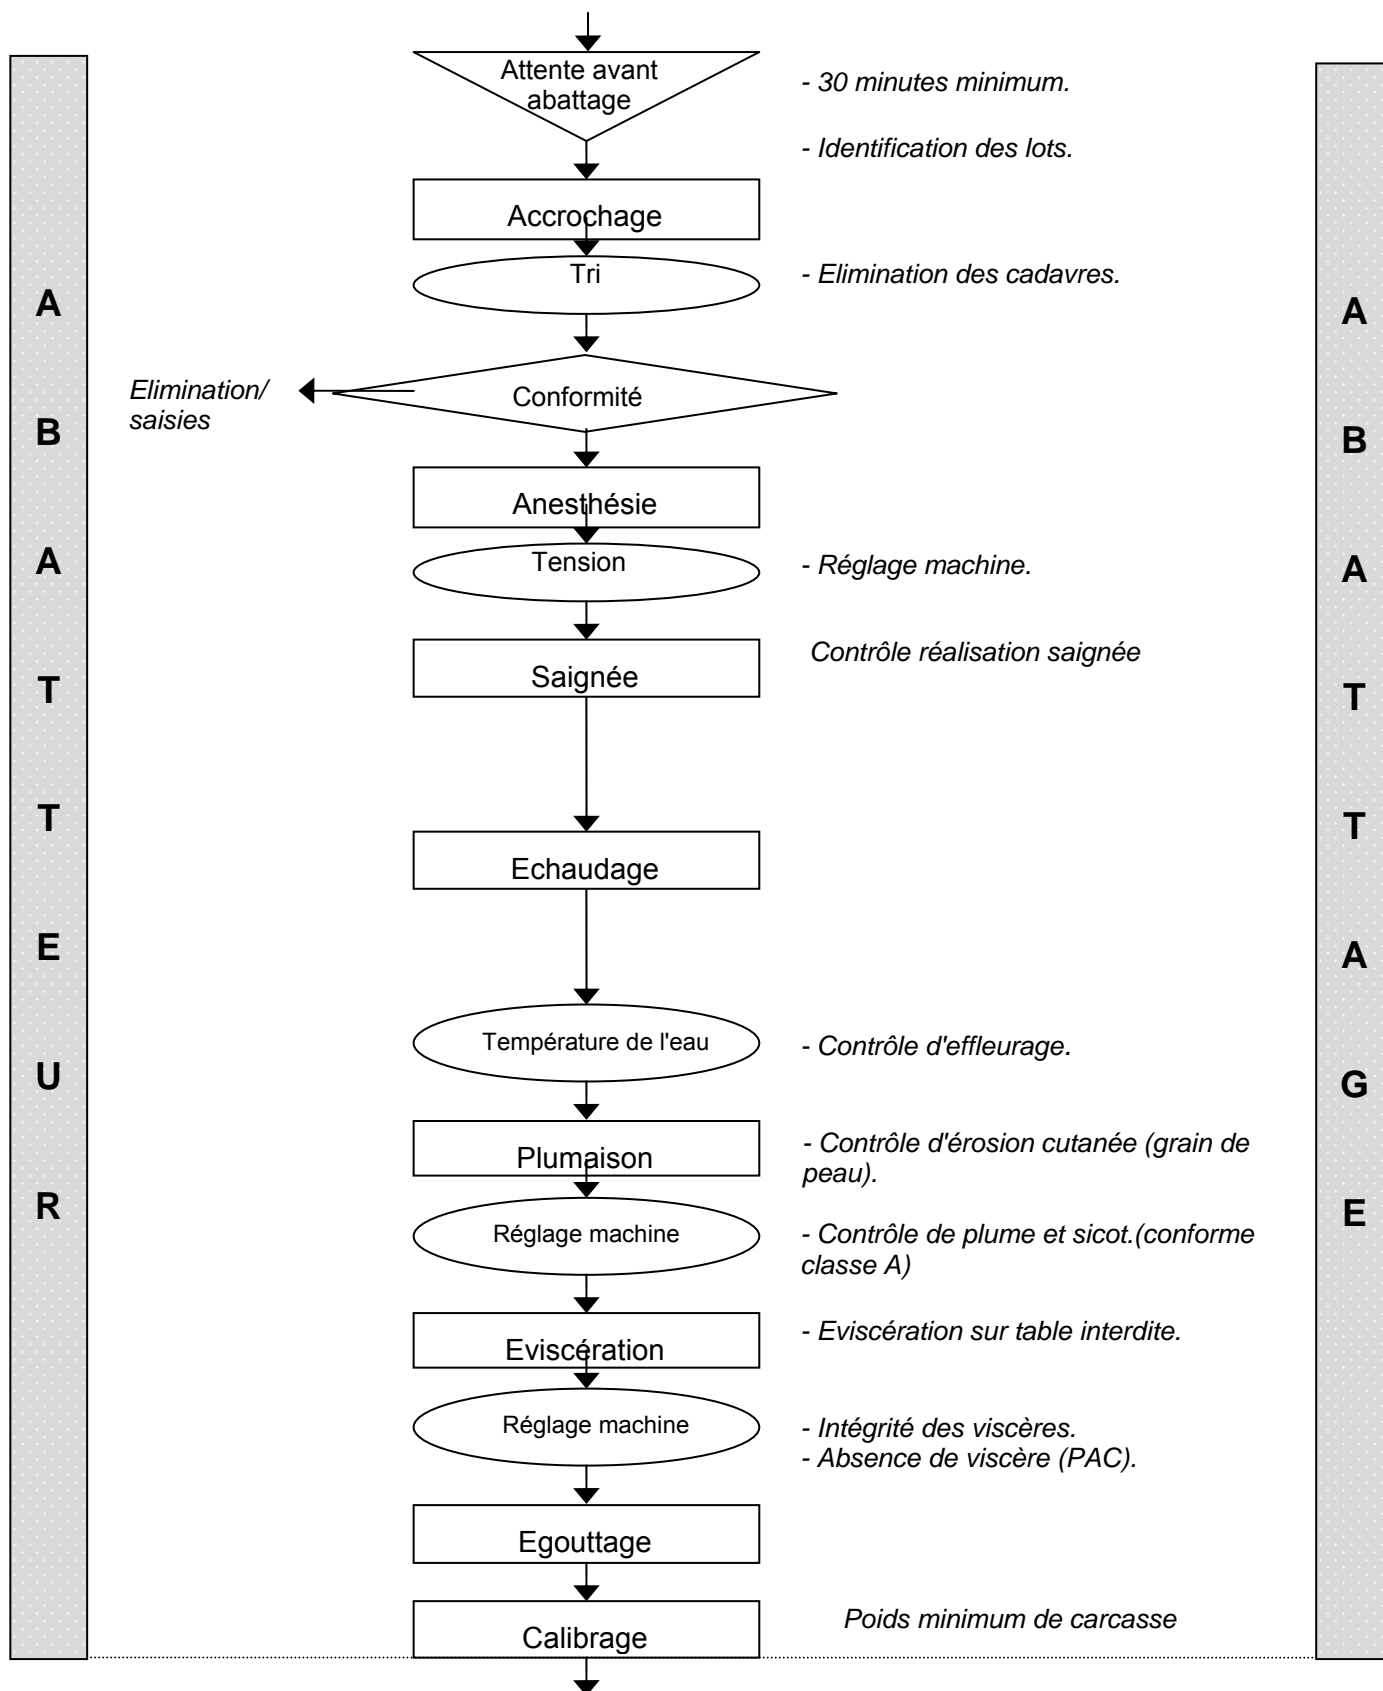 Attente avant
abattage
- 30 minutes minimum.
- Identification des lots.
Accrochage
Tri
- Elimination des cadavres.
Elimination/
saisies
Conformité
Anesthésie
Tension
- Réglage machine.
Saignée
Contrôle réalisation saignée
Echaudage
Température de l'eau
- Contrôle d'effleurage.
Plumaison
- Contrôle d'érosion cutanée (grain de
peau).
Réglage machine
- Contrôle de plume et sicot.(conforme
classe A)
Eviscération
- Eviscération sur table interdite.
Réglage machine
- Intégrité des viscères.
- Absence de viscère (PAC).
Egouttage
Calibrage
Poids minimum de carcasse
A
B
A
T
T
E
U
R
A
B
A
T
T
A
G
E